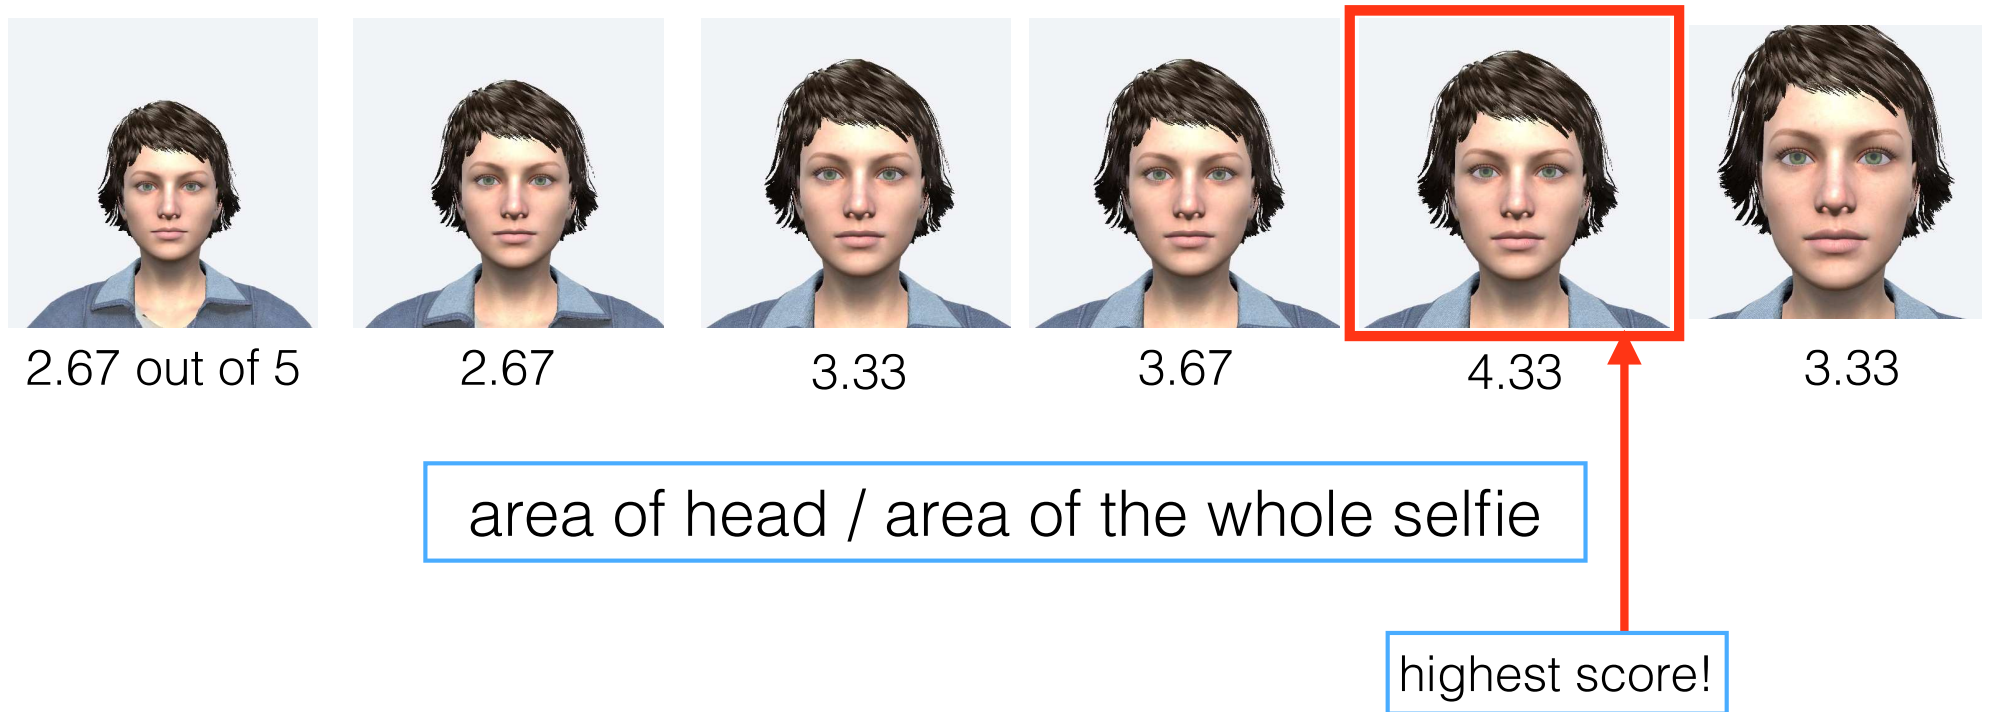 2.67 out of 5
2.67
3.33
3.67
4.33
3.33
area of head / area of the whole selfie
highest score!